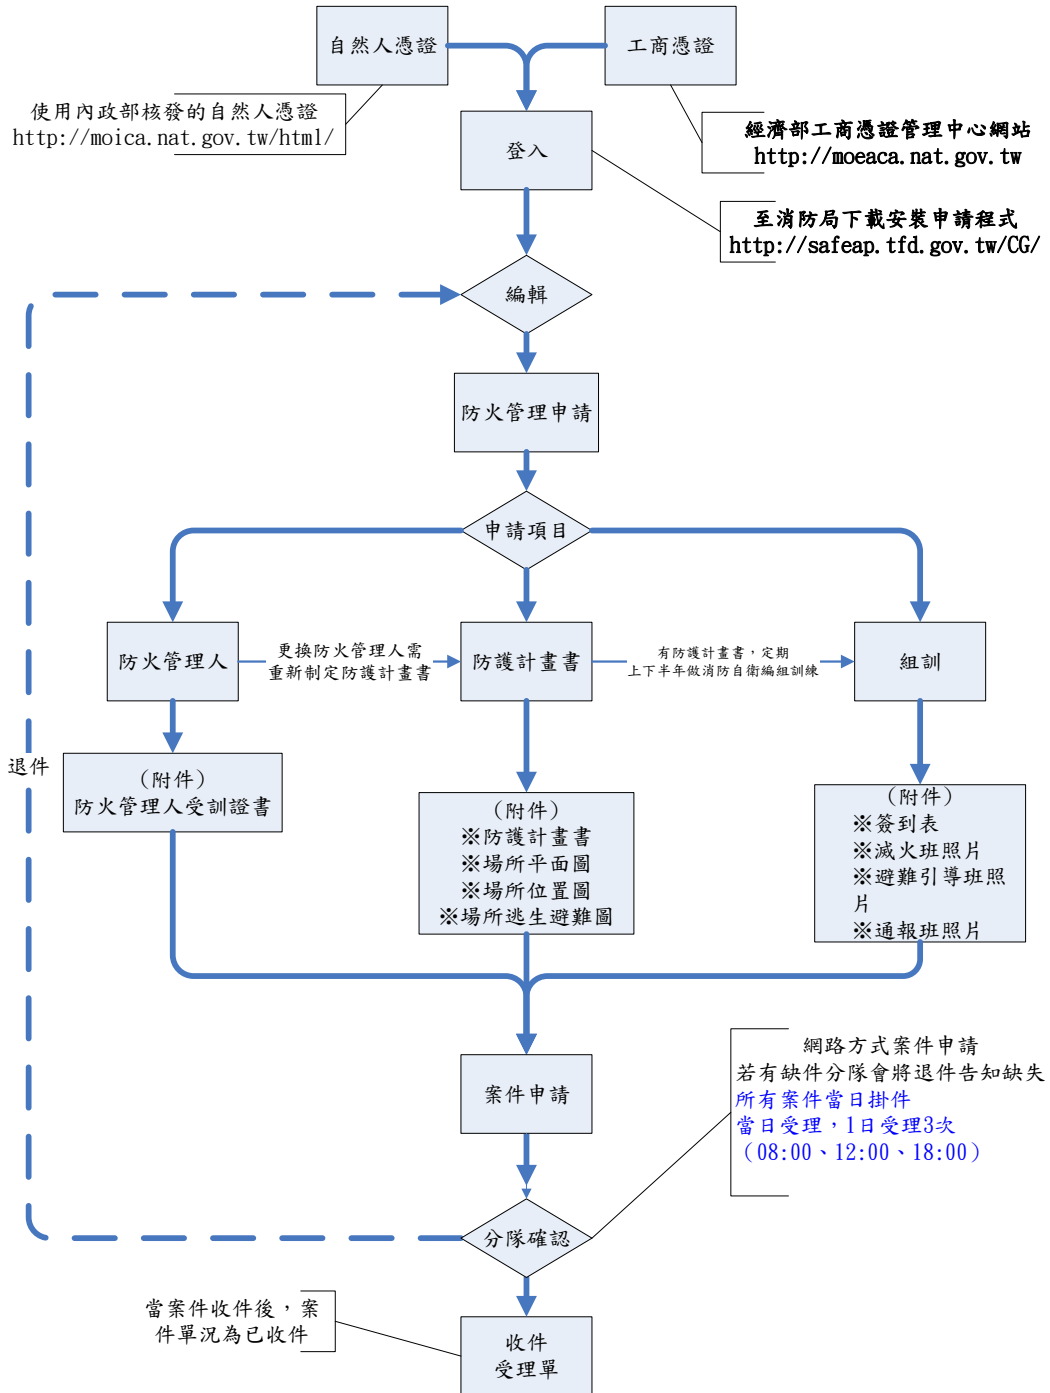 自然人憑證
工商憑證
使用內政部核發的自然人憑證
http://moica.nat.gov.tw/html/
登入
經濟部工商憑證管理中心網站
http://moeaca.nat.gov.tw
至消防局下載安裝申請程式
http://safeap.tfd.gov.tw/CG/
編輯
防火管理申請
申請項目
防火管理人
更換防火管理人需
重新制定防護計畫書
防護計畫書
有防護計畫書，定期
上下半年做消防自衛編組訓練
組訓
退件
（附件）
防火管理人受訓證書
（附件）
※防護計畫書
※場所平面圖
※場所位置圖
※場所逃生避難圖
（附件）
※簽到表
※滅火班照片
※避難引導班照
片
※通報班照片
案件申請
網路方式案件申請
若有缺件分隊會將退件告知缺失
所有案件當日掛件
當日受理，1日受理3次
（08:00、12:00、18:00）
分隊確認
當案件收件後，案
件單況為已收件
收件
受理單